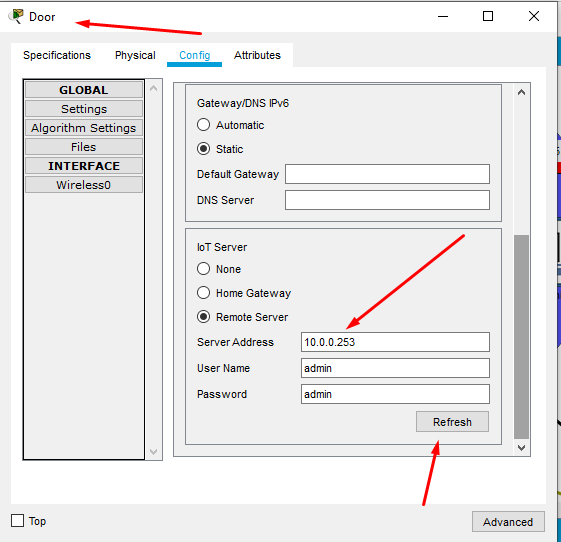 Door
Specifications Physical Config Attributes
GLOBAL
Settings
Algorithm Settings
Files
INTERFACE
Wireless0
Gateway/DNS IPv6
Automatic
Static
Default Gateway
DNS Server
IoT Server
None
Home Gateway
Remote Server
Server Address 10.0.0.253
User Name admin
Password admin
Refresh
Top
Advanced